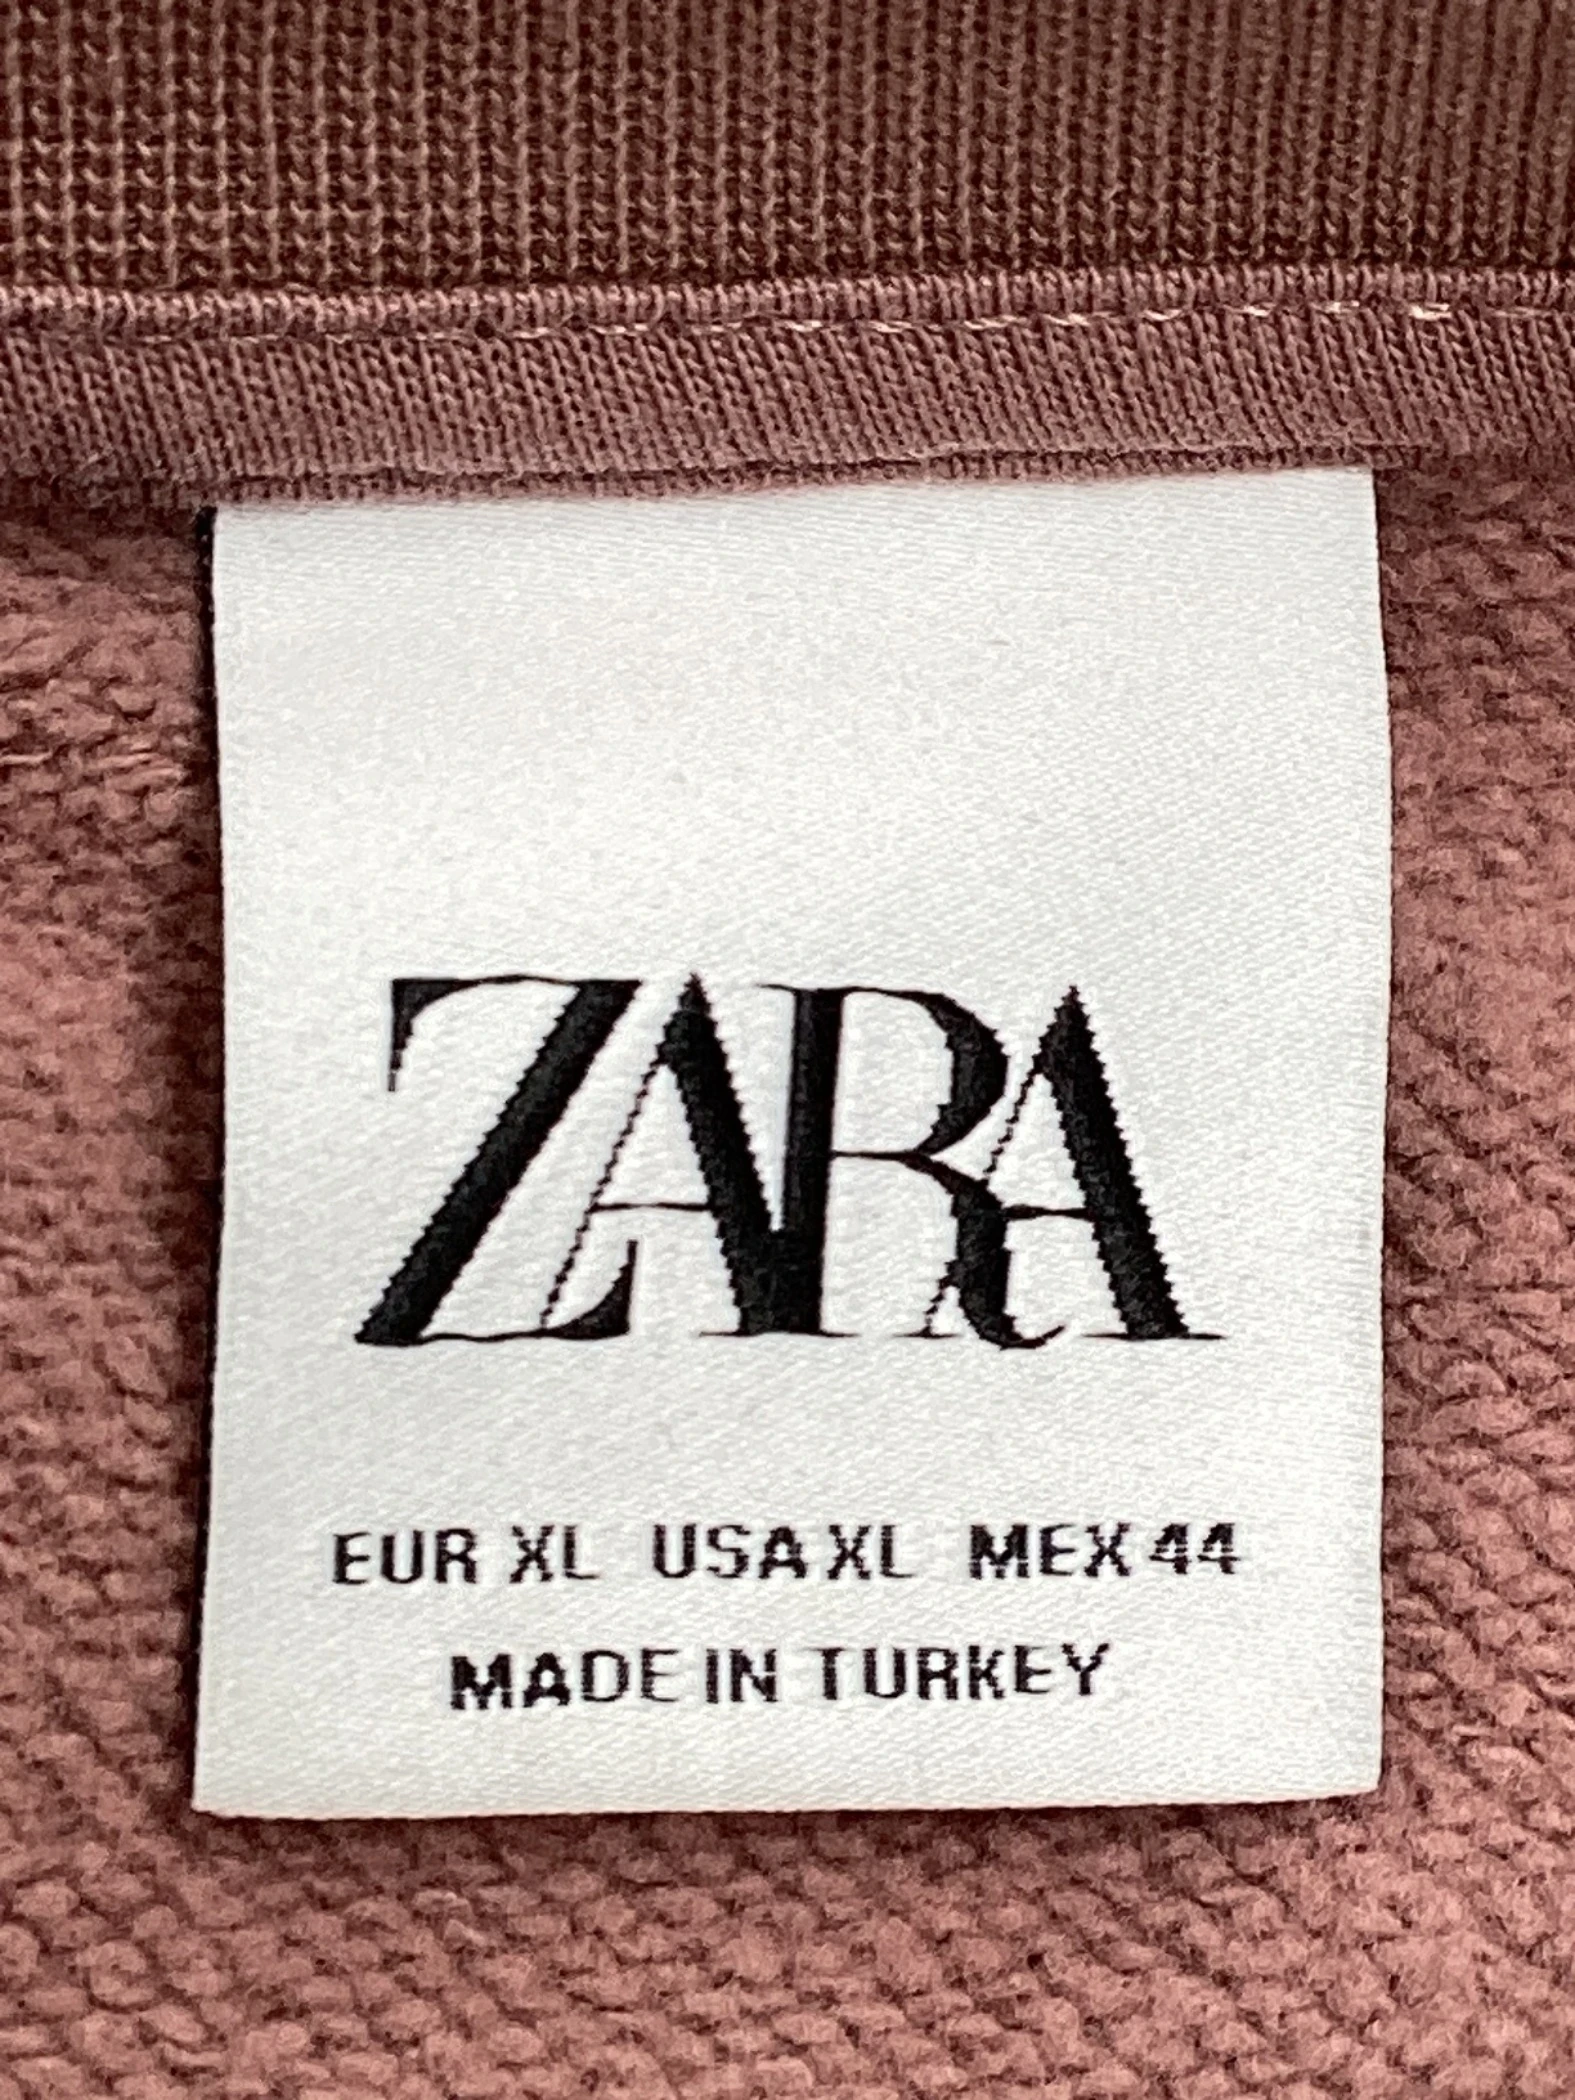 ZARA
EUR XL USA XL MEX 44
MADE IN TURKEY